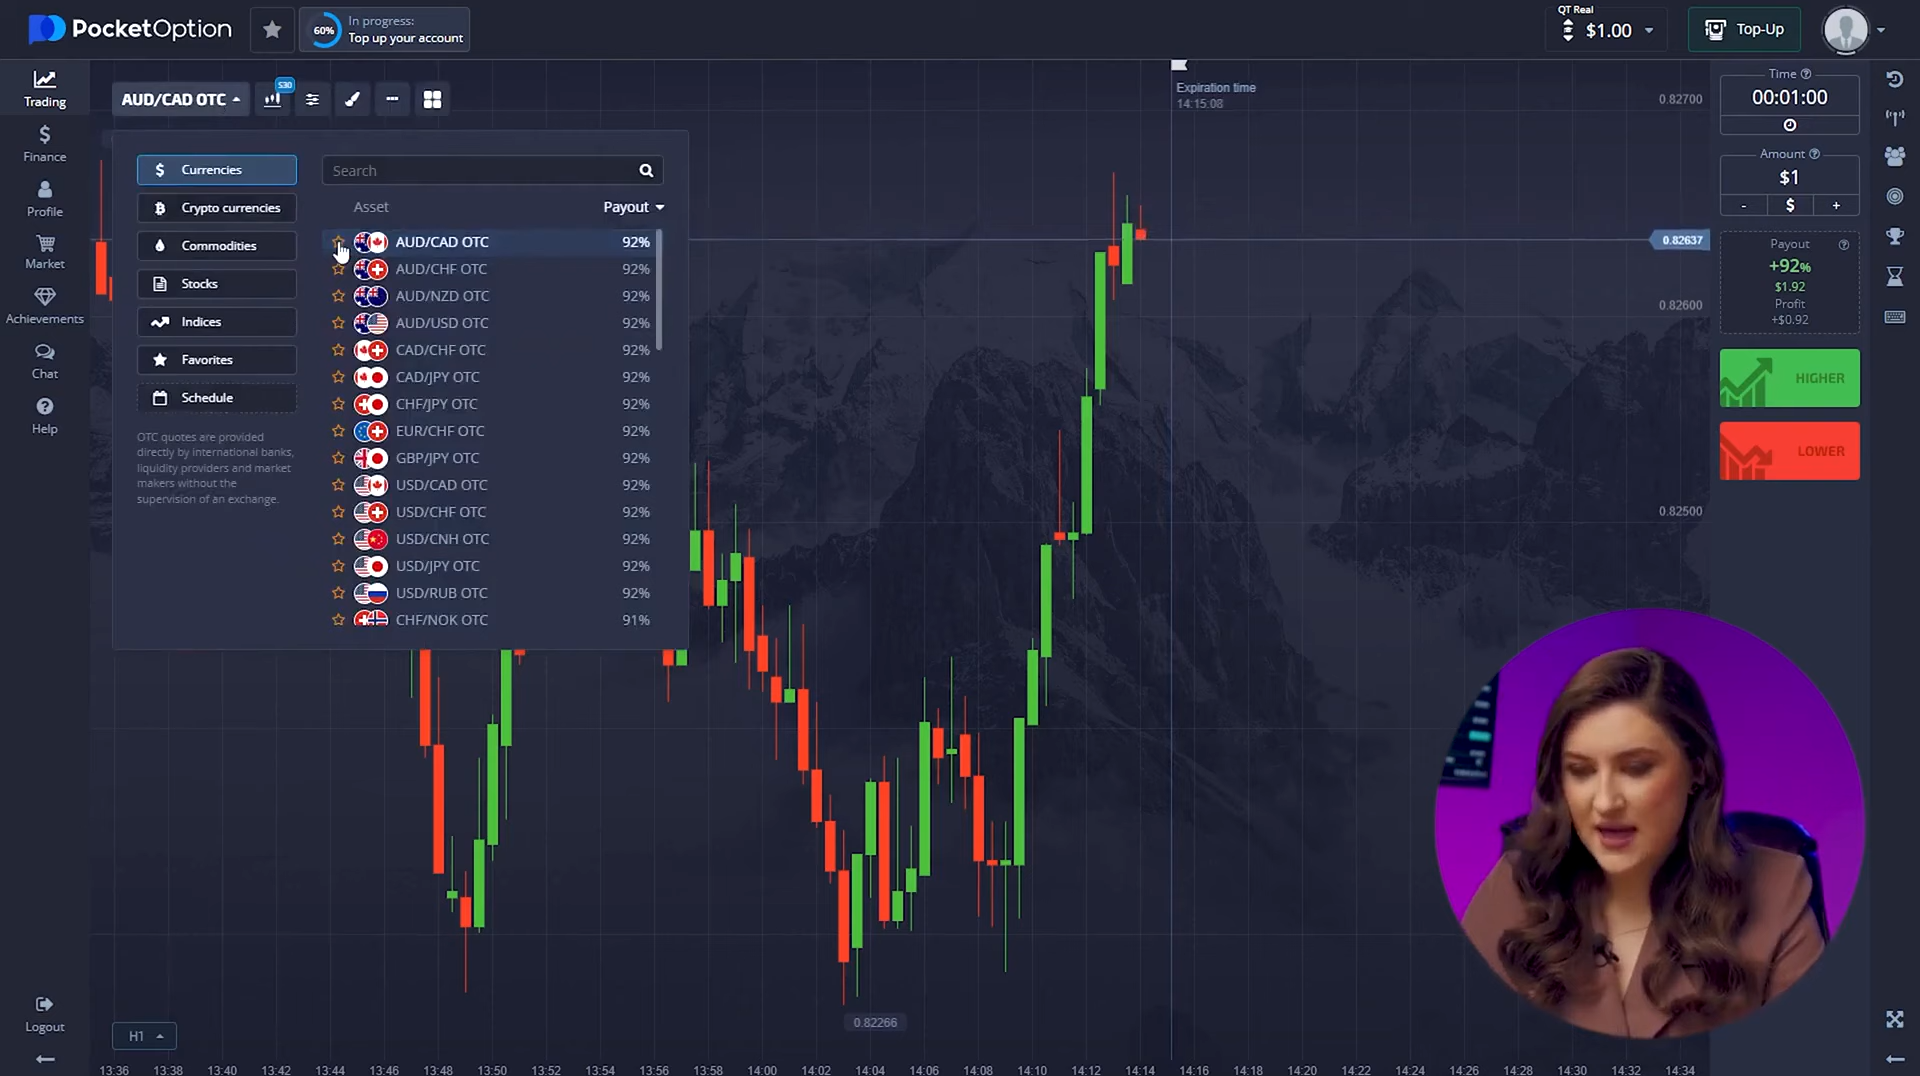 PocketOption
60%
In progress:
Top up your account
QT Real
$1.00
Top-Up
Trading
Finance
Profile
Market
Achievements
Chat
Help
Logout
AUD/CAD OTC
S30
Currencies
Crypto currencies
Commodities
Stocks
Indices
Favorites
Schedule
OTC quotes are provided
directly by international banks,
liquidity providers and market
makers without the
supervision of an exchange.
Search
Asset Payout
AUD/CAD OTC 92%
AUD/CHF OTC 92%
AUD/NZD OTC 92%
AUD/USD OTC 92%
CAD/CHF OTC 92%
CAD/JPY OTC 92%
CHF/JPY OTC 92%
EUR/CHF OTC 92%
GBP/JPY OTC 92%
USD/CAD OTC 92%
USD/CHF OTC 92%
USD/CNH OTC 92%
USD/JPY OTC 92%
USD/RUB OTC 92%
CHF/NOK OTC 91%
Expiration time
14:15:08
0.82700
0.82637
0.82600
0.82500
0.82266
H1
13:36 13:38 13:40 13:42 13:44 13:46 13:48 13:50 13:52 13:54 13:56 13:58 14:00 14:02 14:04 14:06 14:08 14:10 14:12 14:14 14:16 14:18 14:20 14:22 14:24 14:26 14:28 14:30 14:32 14:34
Time
00:01:00
Amount
$1
- $ +
Payout
+92%
$1.92
Profit
+$0.92
HIGHER
LOWER